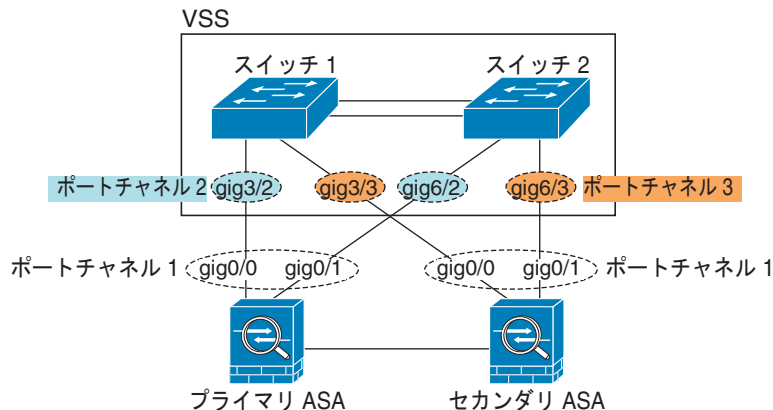 VSS
スイッチ 1
スイッチ 2
ポートチャネル 2 gig3/2 gig3/3 gig6/2 gig6/3 ポートチャネル 3
ポートチャネル 1 gig0/0 gig0/1 gig0/0 gig0/1 ポートチャネル 1
プライマリ ASA
セカンダリ ASA